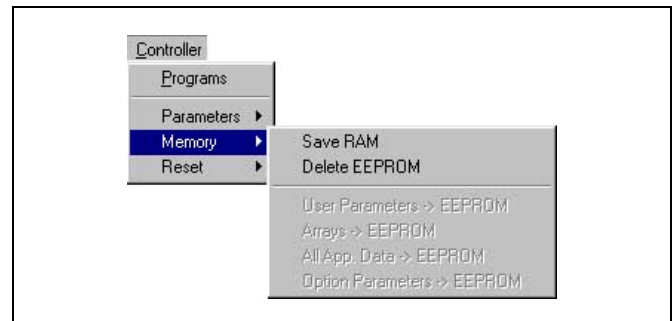 Controller
Programs
Parameters
Memory
Reset
Save RAM
Delete EEPROM
User Parameters -> EEPROM
Arrays -> EEPROM
All App. Data -> EEPROM
Option Parameters -> EEPROM